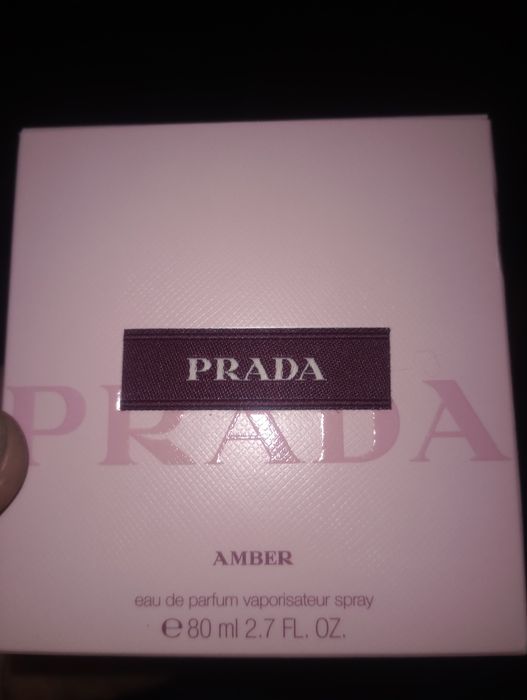 PRADA
PRADA
AMBER
eau de parfum vaporisateur spray
℮ 80 ml 2.7 FL. OZ.